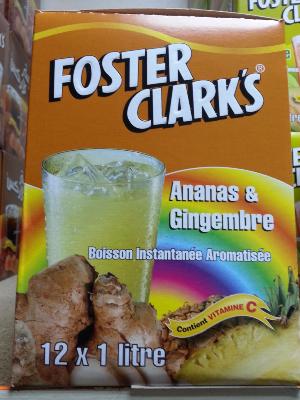 FOSTER
CLARK'S®
Ananas &
Gingembre
Boisson Instantanée Aromatisée
Contient VITAMINE C
12 x 1 litre